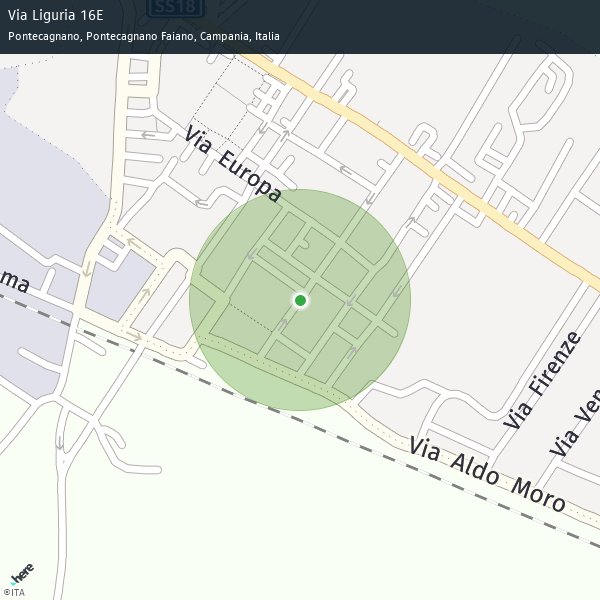 Via Liguria 16E
Pontecagnano, Pontecagnano Faiano, Campania, Italia
SS18
Via Europa
ma
Via Firenze
Via Ven
Via Aldo Moro
here
©ITA